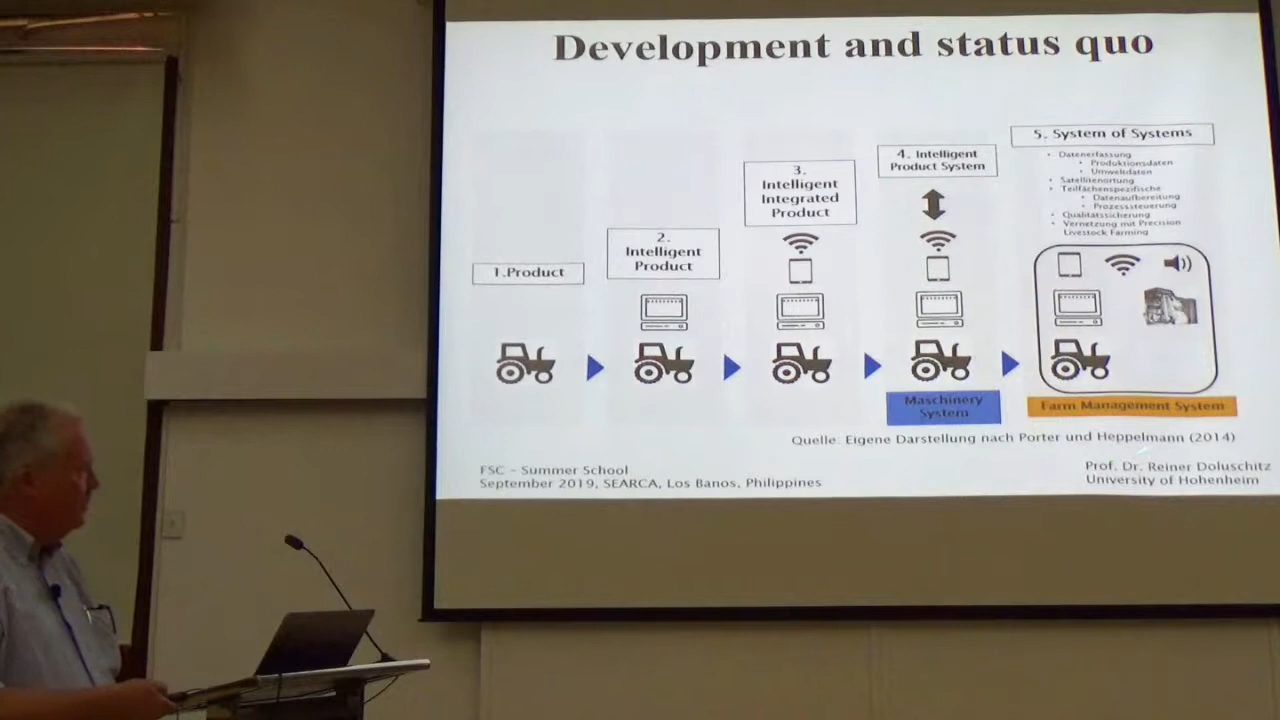 Development and status quo
1.Product
2.
Intelligent
Product
3.
Intelligent
Integrated
Product
4. Intelligent
Product System
5. System of Systems
• Datenerfassung
• Produktionsdaten
• Umweltdaten
• Satellitenortung
• Teilflächenspezifische
• Datenaufbereitung
• Prozesssteuerung
• Qualitätssicherung
• Vernetzung mit Precision
Livestock Farming
Maschinery
System
Farm Management System
Quelle: Eigene Darstellung nach Porter und Heppelmann (2014)
FSC – Summer School
September 2019, SEARCA, Los Banos, Philippines
Prof. Dr. Reiner Doluschitz
University of Hohenheim